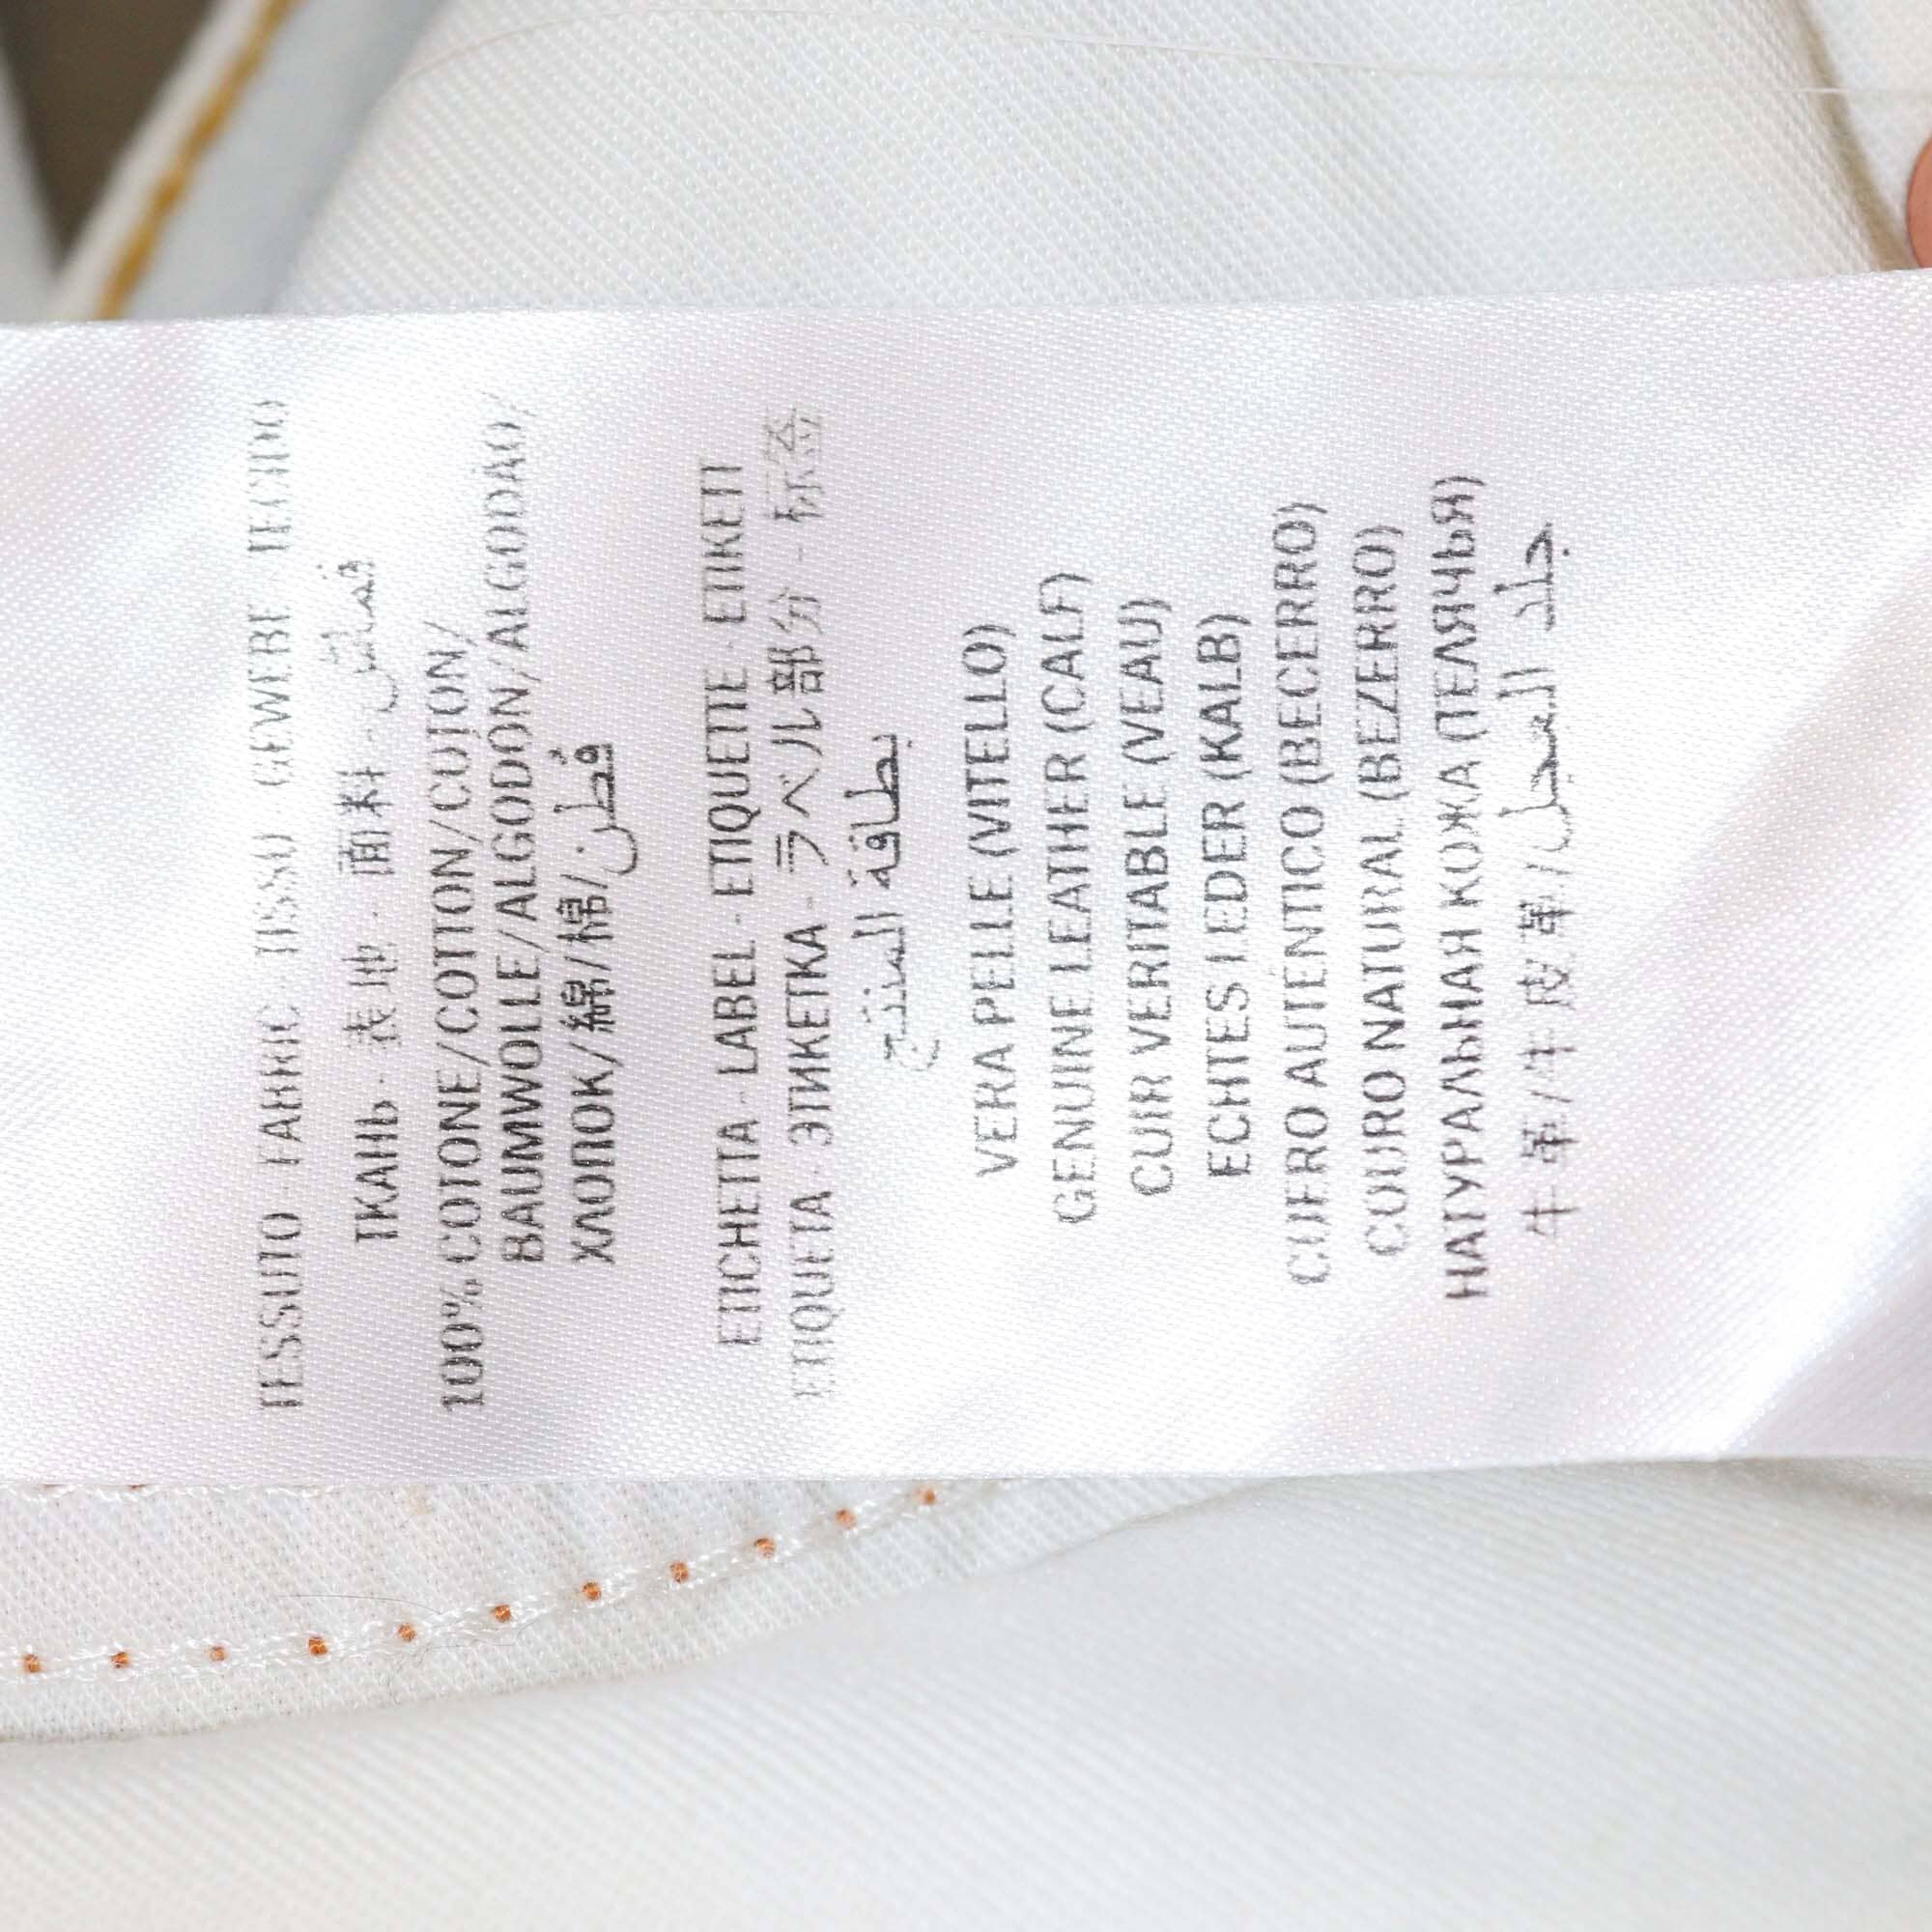 TESSUTO - FABRIC - TISSU - GEWEBE - TECIDO
ТКАНЬ - 表地 - 面料 - قماش
100% COTONE/COTTON/COTON/
BAUMWOLLE/ALGODON/ALGODÃO/
ХЛОПОК/綿/棉/قطن
ETICHETTA - LABEL - ETIQUETTE - ETIKETT
ETIQUETA - ЭТИКЕТКА - ラベル部分 - 标签
بطاقة المنتج
VERA PELLE (VITELLO)
GENUINE LEATHER (CALF)
CUIR VERITABLE (VEAU)
ECHTES LEDER (KALB)
CUERO AUTÉNTICO (BECERRO)
COURO NATURAL (BEZERRO)
НАТУРАЛЬНАЯ КОЖА (ТЕЛЯЧЬЯ)
牛革/牛皮革/جلد العجل